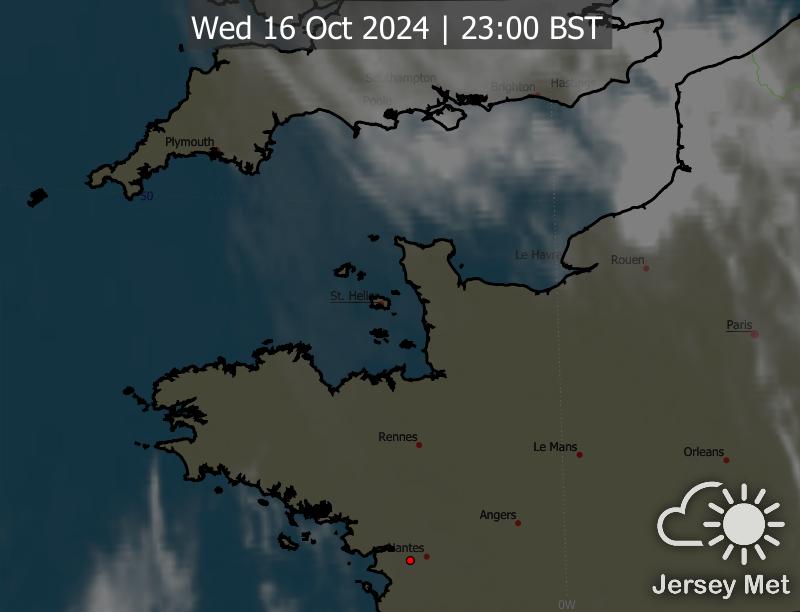 Wed 16 Oct 2024 | 23:00 BST
Southampton
Brighton
Hastings
Poole
Plymouth
50
Le Havre
Rouen
St. Helier
Paris
Rennes
Le Mans
Orleans
Angers
Nantes
Jersey Met
0W